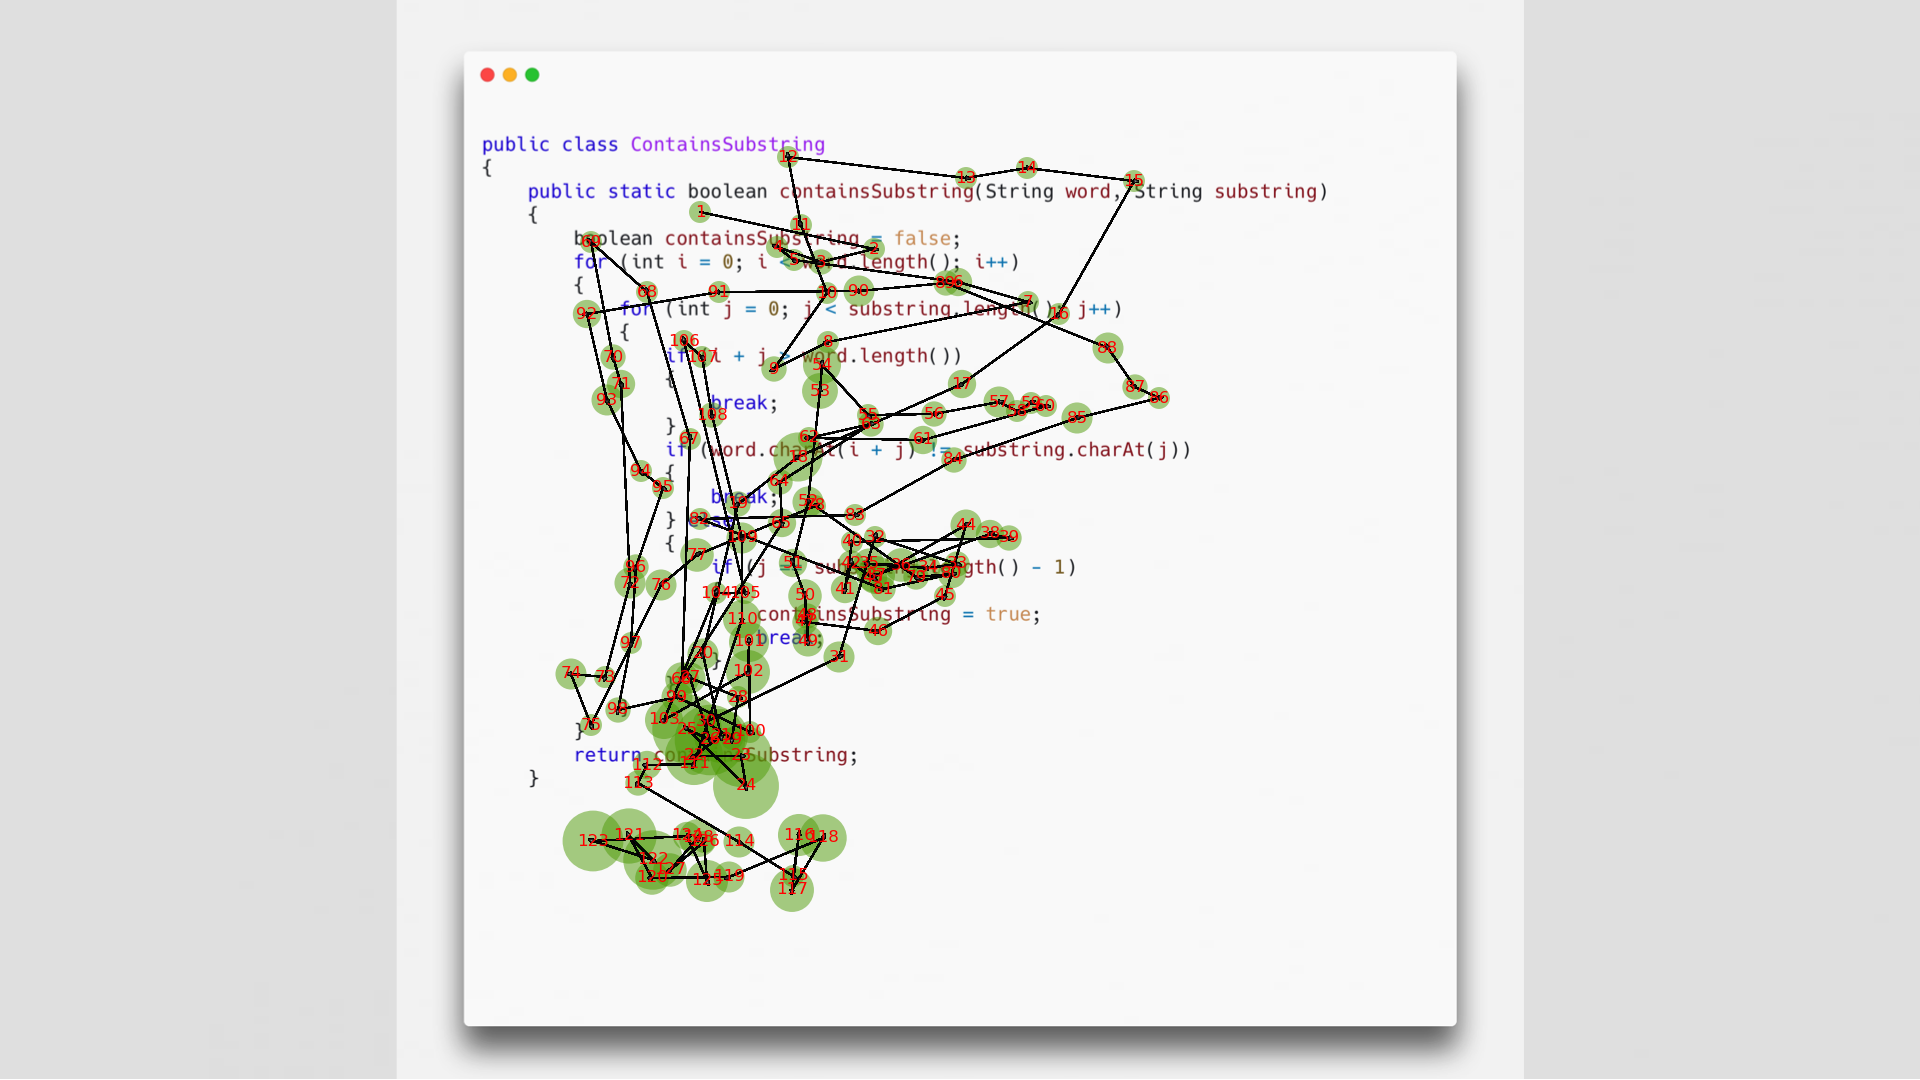 public class ContainsSubstring
{
public static boolean containsSubstring(String word, String substring)
{
boolean containsSubstring = false;
for (int i = 0; i < word.length(); i++)
{
for (int j = 0; j < substring.length(); j++)
{
if(i + j > word.length())
{
break;
}
if (word.charAt(i + j) != substring.charAt(j))
{
break;
} else
{
if (j == substring.length() - 1)
containsSubstring = true;
break;
}
}
}
return containsSubstring;
}